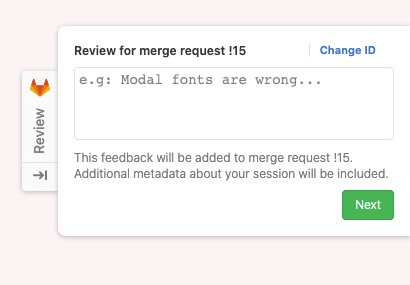 Review for merge request !15
Change ID
e.g: Modal fonts are wrong...
Review
This feedback will be added to merge request !15.
Additional metadata about your session will be included.
Next